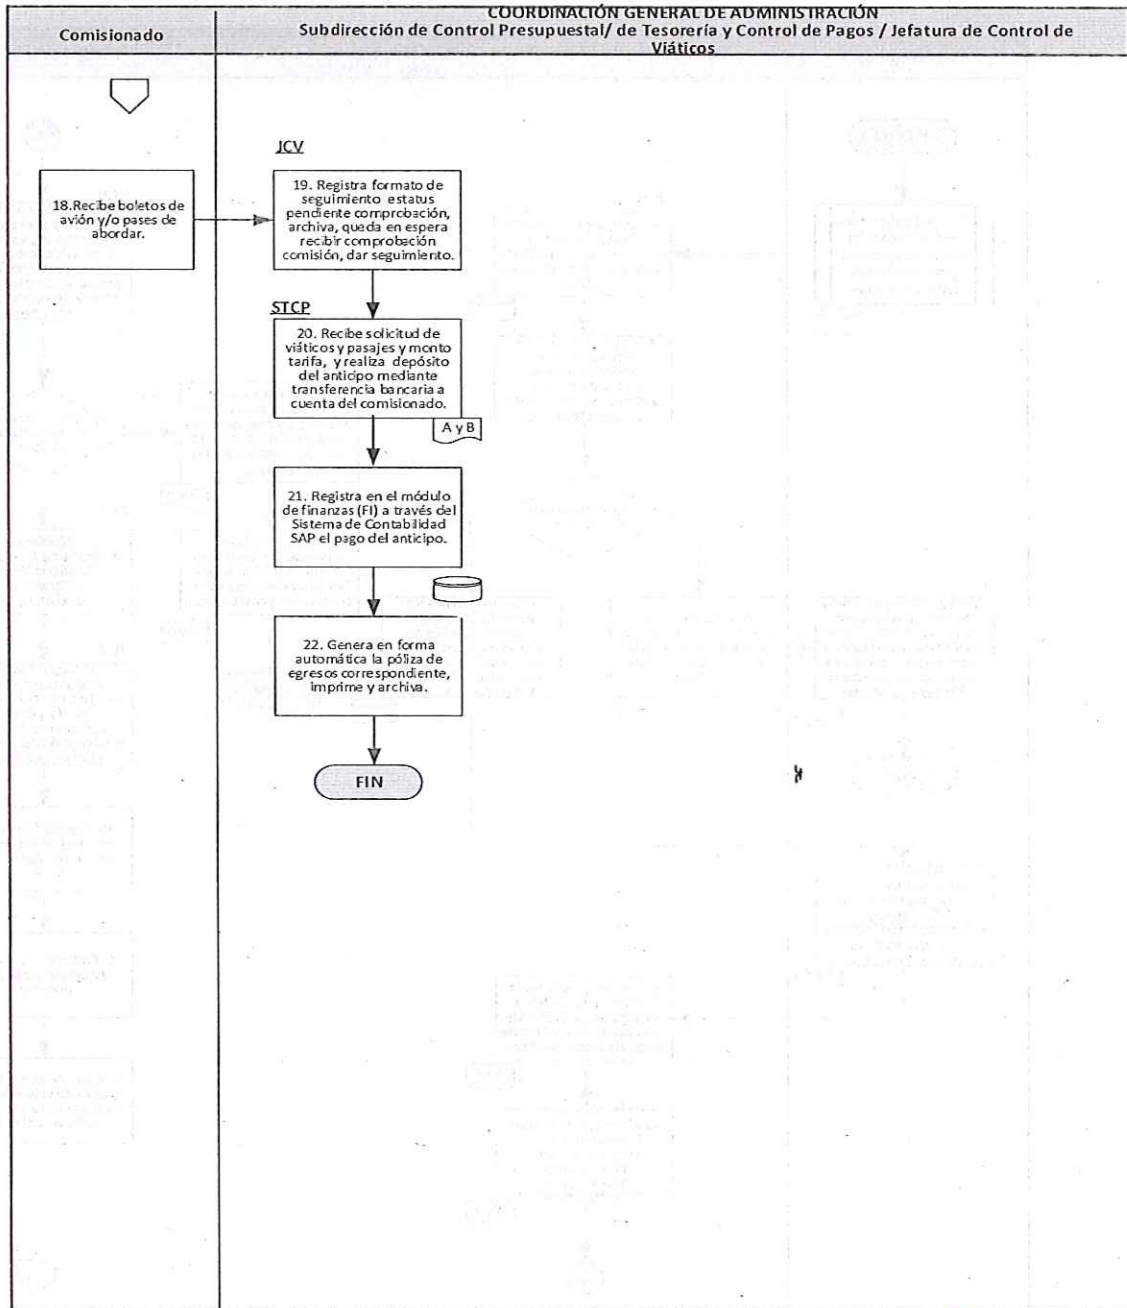 COORDINACIÓN GENERAL DE ADMINISTRACIÓN
Comisionado
Subdirección de Control Presupuestal/ de Tesorería y Control de Pagos / Jefatura de Control de
Viáticos
JCV
18.Recibe boletos de
avión y/o pases de
abordar.
19. Registra formato de
seguimiento estatus
pendiente comprobación,
archiva, queda en espera
recibir comprobación
comisión, dar seguimiento.
STCP
20. Recibe solicitud de
viáticos y pasajes y monto
tarifa, y realiza depósito
del anticipo mediante
transferencia bancaria a
cuenta del comisionado.
A y B
21. Registra en el módulo
de finanzas (FI) a través del
Sistema de Contabilidad
SAP el pago del anticipo.
22. Genera en forma
automática la póliza de
egresos correspondiente,
imprime y archiva.
FIN